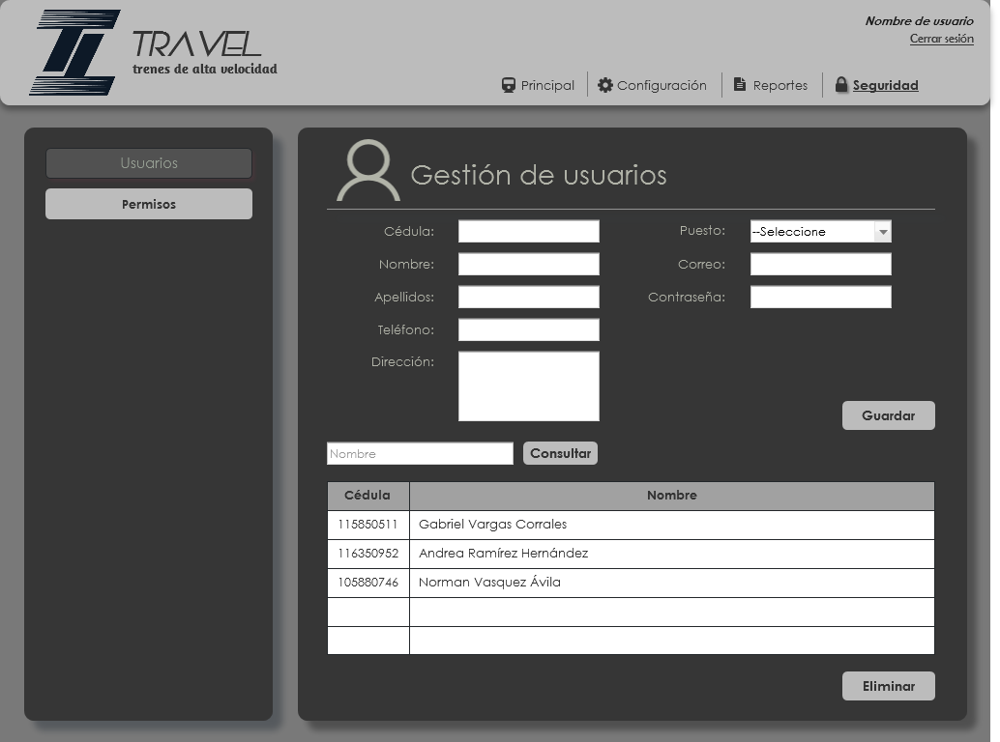 Nombre de usuario
Cerrar sesión
TRAVEL
trenes de alta velocidad
Principal
Configuración
Reportes
Seguridad
Usuarios
Permisos
Gestión de usuarios
Cédula:
Puesto:
--Seleccione
Nombre:
Correo:
Apellidos:
Contraseña:
Teléfono:
Dirección:
Guardar
Nombre
Consultar
Cédula Nombre
115850511 Gabriel Vargas Corrales
116350952 Andrea Ramírez Hernández
105880746 Norman Vasquez Ávila
Eliminar